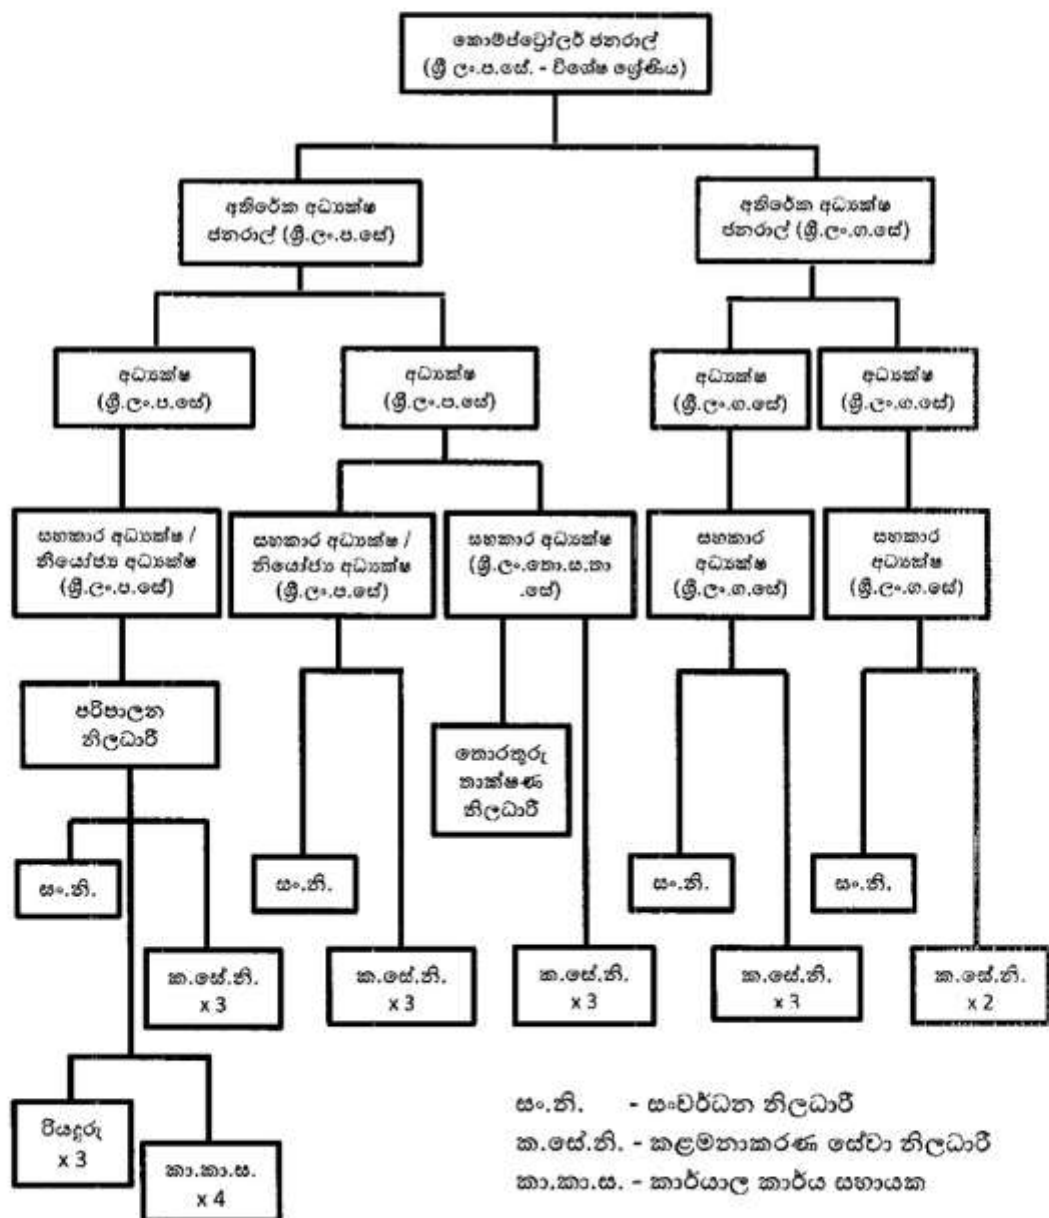 කොම්ප්ට්‍රෝලර් ජනරාල්
(ශ්‍රී ලං.ප.සේ. - විශේෂ ශ්‍රේණිය)
අතිරේක අධ්‍යක්ෂ
ජනරාල් (ශ්‍රී.ලං.ප.සේ)
අතිරේක අධ්‍යක්ෂ
ජනරාල් (ශ්‍රී.ලං.ග.සේ)
අධ්‍යක්ෂ
(ශ්‍රී.ලං.ප.සේ)
අධ්‍යක්ෂ
(ශ්‍රී.ලං.ප.සේ)
අධ්‍යක්ෂ
(ශ්‍රී.ලං.ග.සේ)
අධ්‍යක්ෂ
(ශ්‍රී.ලං.ග.සේ)
සහකාර අධ්‍යක්ෂ /
නියෝජ්‍ය අධ්‍යක්ෂ
(ශ්‍රී.ලං.ප.සේ)
සහකාර අධ්‍යක්ෂ /
නියෝජ්‍ය අධ්‍යක්ෂ
(ශ්‍රී.ලං.ප.සේ)
සහකාර අධ්‍යක්ෂ
(ශ්‍රී.ලං.තො.ස.තා
.සේ)
සහකාර
අධ්‍යක්ෂ
(ශ්‍රී.ලං.ග.සේ)
සහකාර
අධ්‍යක්ෂ
(ශ්‍රී.ලං.ග.සේ)
පරිපාලන
නිලධාරී
තොරතුරු
තාක්ෂණ
නිලධාරී
සං.නි.
සං.නි.
සං.නි.
සං.නි.
ක.සේ.නි.
x 3
ක.සේ.නි.
x 3
ක.සේ.නි.
x 3
ක.සේ.නි.
x 3
ක.සේ.නි.
x 2
රියදුරු
x 3
කා.කා.ස.
x 4
සං.නි. - සංවර්ධන නිලධාරී
ක.සේ.නි. - කළමනාකරණ සේවා නිලධාරී
කා.කා.ස. - කාර්යාල කාර්ය සහායක